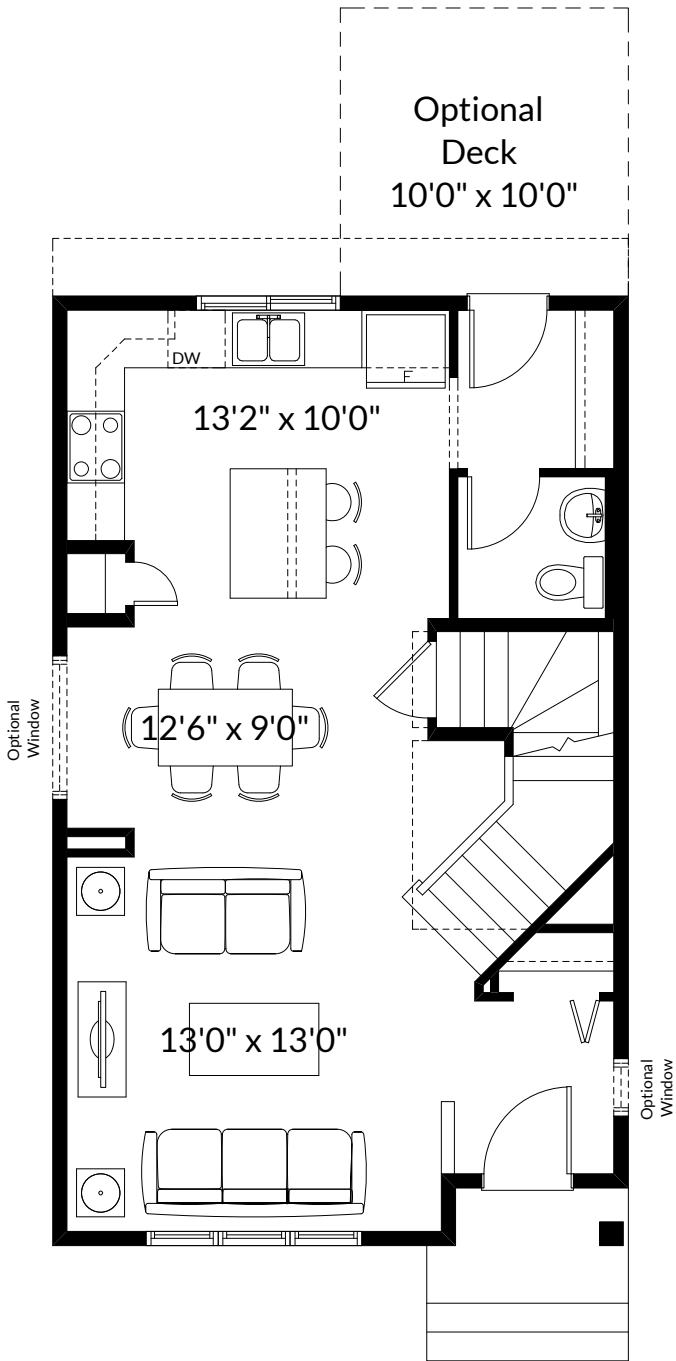 Optional
Deck
10'0" x 10'0"
DW
F
13'2" x 10'0"
Optional
Window
12'6" x 9'0"
13'0" x 13'0"
Optional
Window